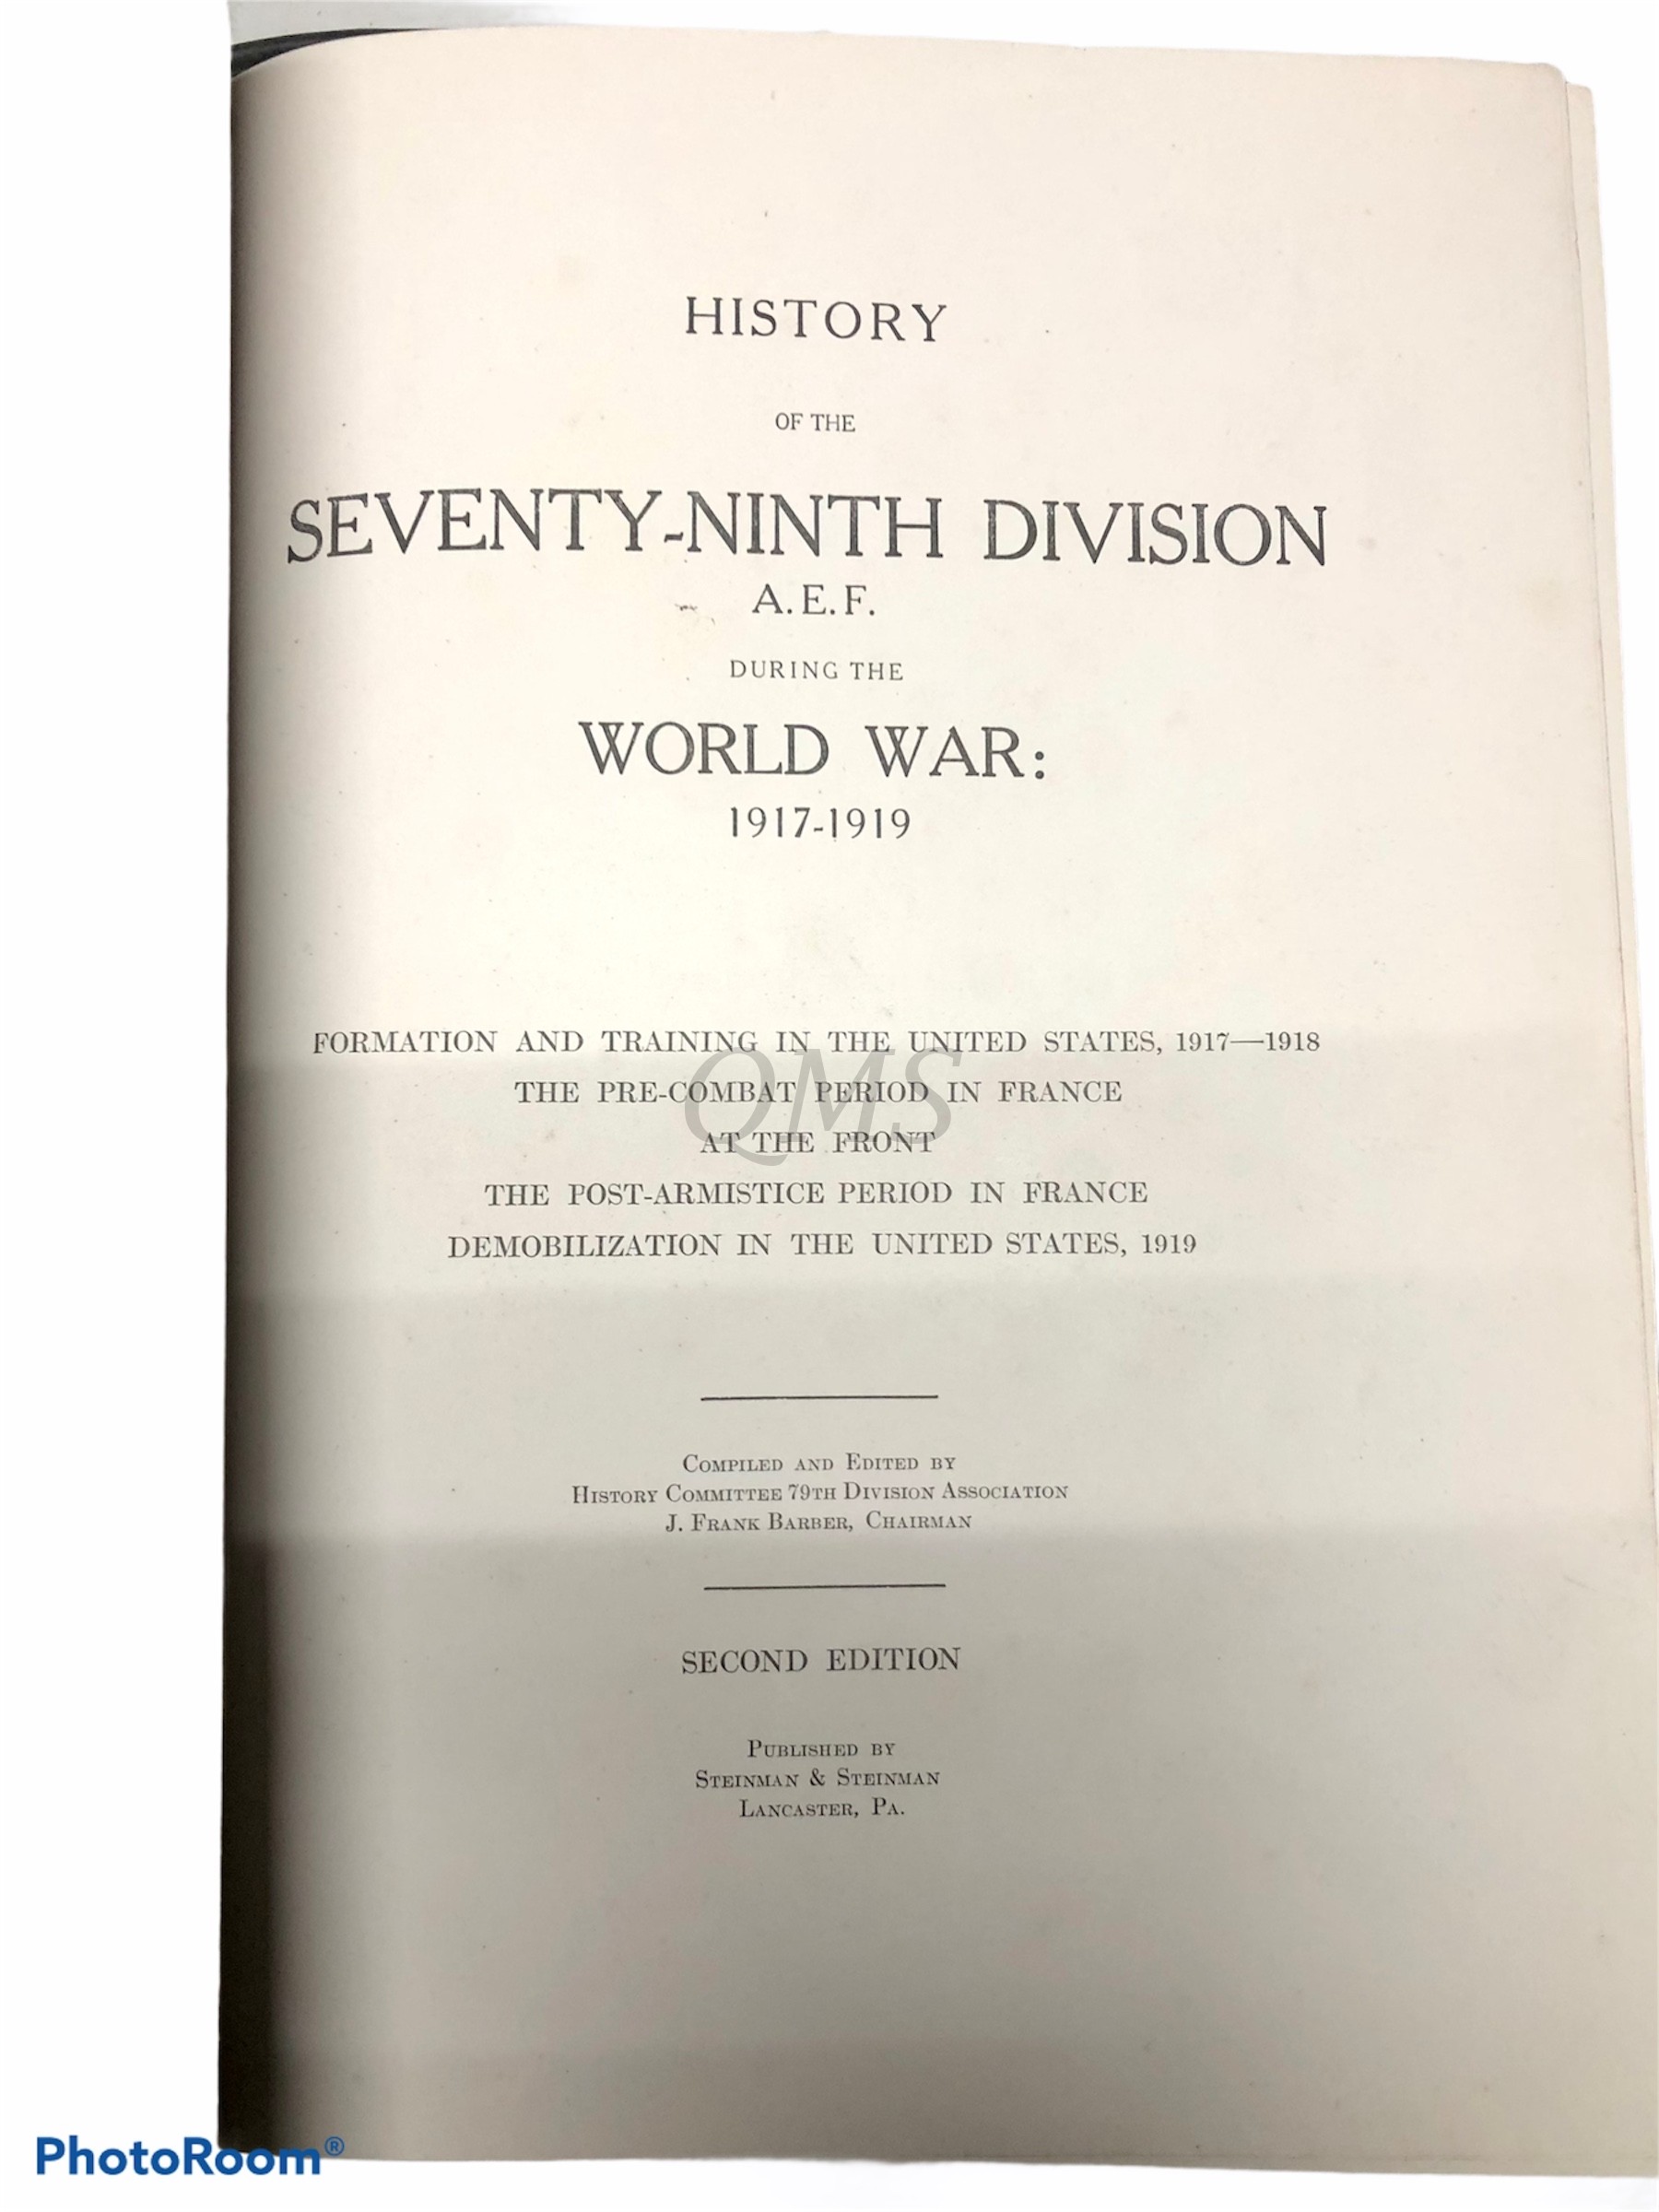 HISTORY
OF THE
SEVENTY-NINTH DIVISION
A. E. F.
DURING THE
WORLD WAR:
1917-1919
FORMATION AND TRAINING IN THE UNITED STATES, 1917—1918
THE PRE-COMBAT PERIOD IN FRANCE
QMS
AT THE FRONT
THE POST-ARMISTICE PERIOD IN FRANCE
DEMOBILIZATION IN THE UNITED STATES, 1919
COMPILED AND EDITED BY
HISTORY COMMITTEE 79TH DIVISION ASSOCIATION
J. FRANK BARBER, CHAIRMAN
SECOND EDITION
PUBLISHED BY
STEINMAN & STEINMAN
LANCASTER, PA.
PhotoRoom®